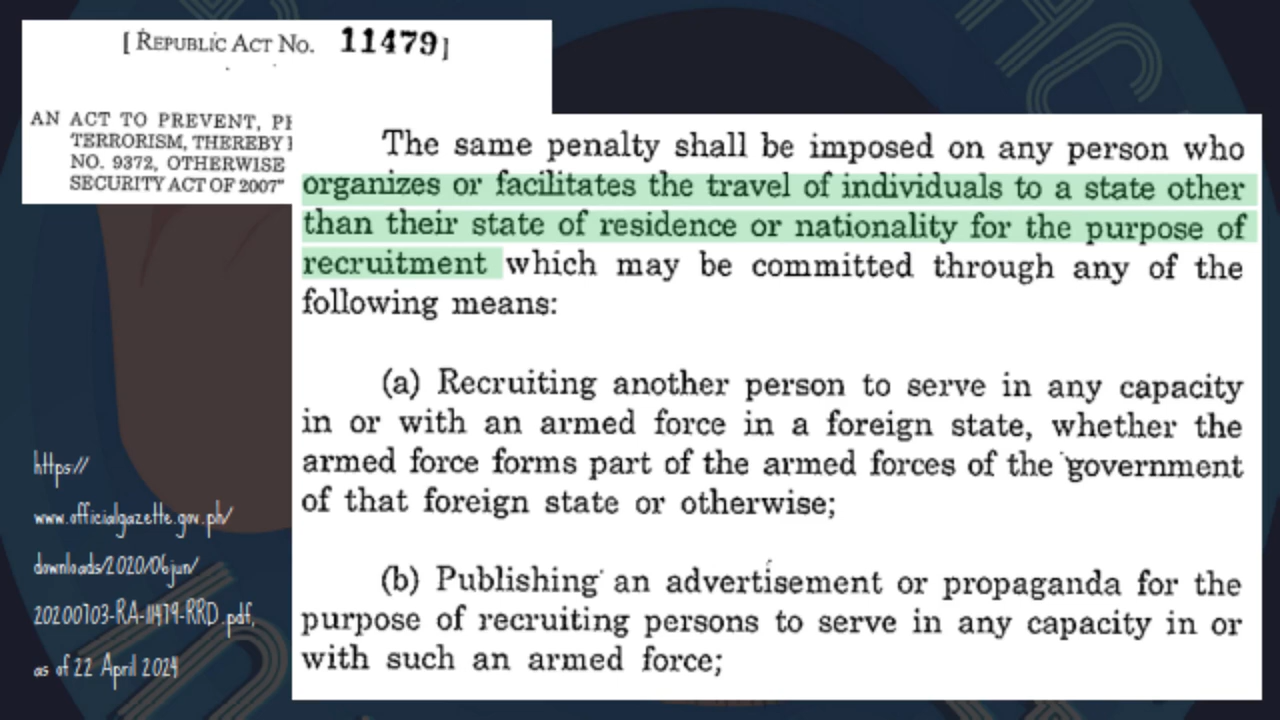 [ REPUBLIC ACT NO. 11479 ]
AN ACT TO PREVENT, PI
TERRORISM, THEREBY
NO. 9372, OTHERWISE
SECURITY ACT OF 2007"
The same penalty shall be imposed on any person who
organizes or facilitates the travel of individuals to a state other
than their state of residence or nationality for the purpose of
recruitment which may be committed through any of the
following means:
(a) Recruiting another person to serve in any capacity
in or with an armed force in a foreign state, whether the
armed force forms part of the armed forces of the government
of that foreign state or otherwise;
(b) Publishing an advertisement or propaganda for the
purpose of recruiting persons to serve in any capacity in or
with such an armed force;
https//
www.officialgazette.gov.ph/
downloads/2020/06jun/
20200703-RA-11479-RRD.pdf,
as of 22 April 2024